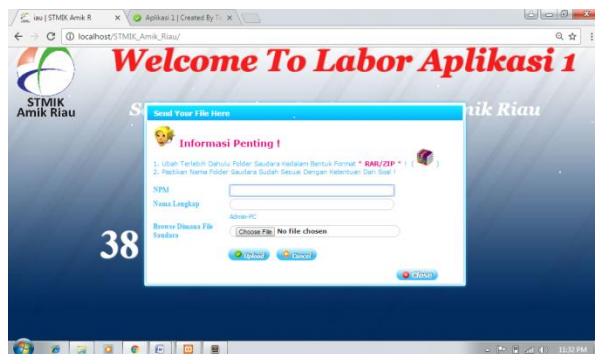 iau | STMIK Amik R
Aplikasi 1 | Created By T
localhost/STMIK_Amik_Riau/
Welcome To Labor Aplikasi 1
STMIK
Amik Riau
S
mik Riau
Send Your File Here
Informasi Penting !
1. Ubah Terlebih Dahulu Folder Saudara Kedalam Bentuk Format " RAR/ZIP " ! ( )
2. Pastikan Nama Folder Saudara Sudah Sesuai Dengan Ketentuan Dari Soal !
NPM
Nama Lengkap
Admin-PC
Browse Dimana File
Saudara
Choose File No file chosen
Upload Cancel
38
Close
11:32 PM